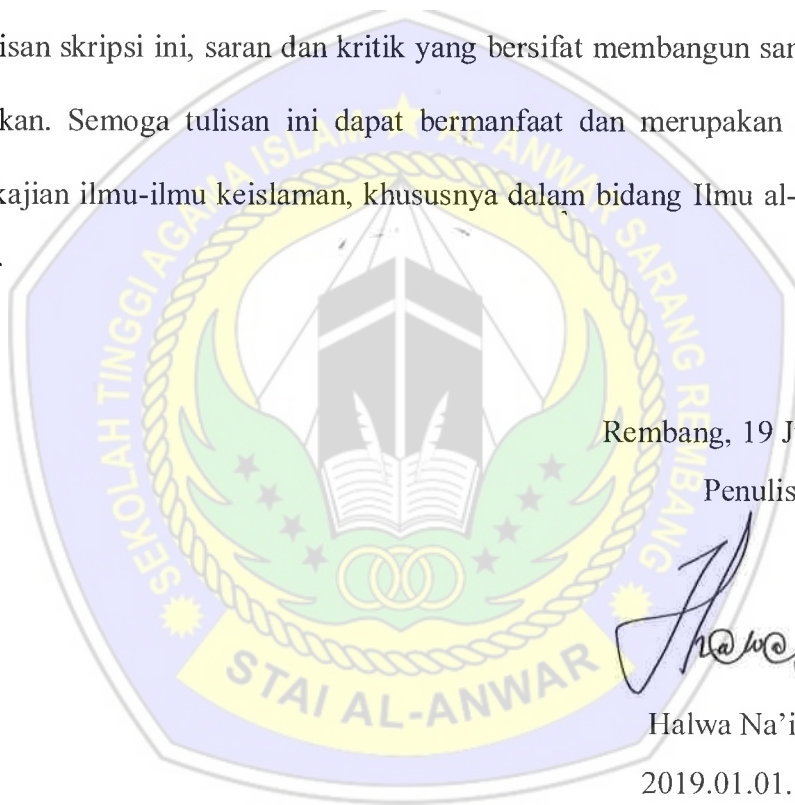 isan skripsi ini, saran dan kritik yang bersifat membangun
kan. Semoga tulisan ini dapat bermanfaat dan merupakan
kajian ilmu-ilmu keislaman, khususnya dalam bidang Ilmu al-
SEKOLAH TINGGI AGAMA ISLAM ★ AL ANWAR SARANG REMBANG
Rembang, 19 J
Penulis
STAI AL-ANWAR
Halwa Na'i
2019.01.01.